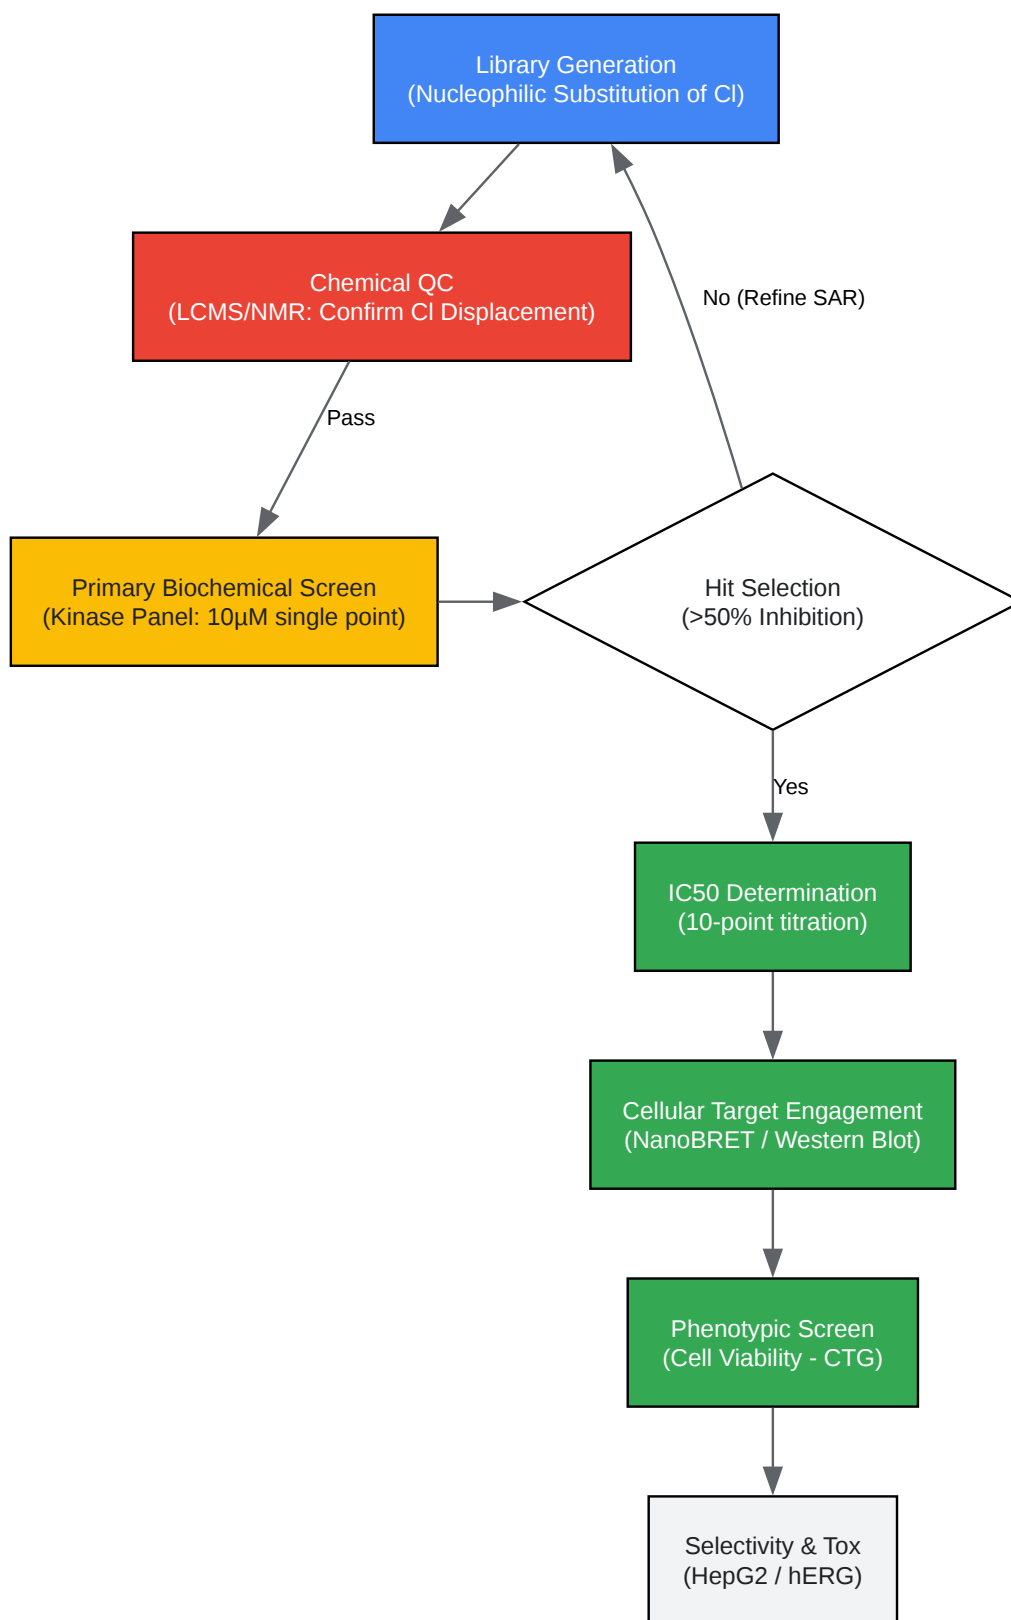 Library Generation
(Nucleophilic Substitution of Cl)
Chemical QC
(LCMS/NMR: Confirm Cl Displacement)
No (Refine SAR)
Pass
Primary Biochemical Screen
(Kinase Panel: 10µM single point)
Hit Selection
(>50% Inhibition)
Yes
IC50 Determination
(10-point titration)
Cellular Target Engagement
(NanoBRET / Western Blot)
Phenotypic Screen
(Cell Viability - CTG)
Selectivity & Tox
(HepG2 / hERG)